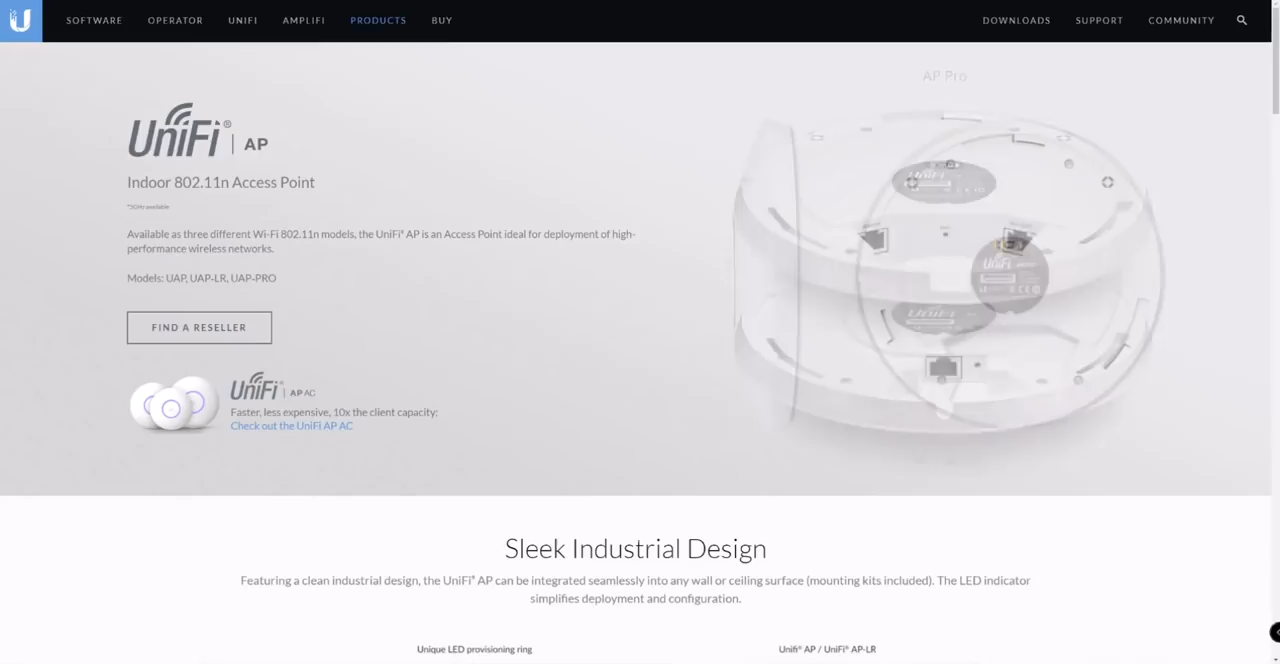 SOFTWARE OPERATOR UNIFI AMPLIFI PRODUCTS BUY DOWNLOADS SUPPORT COMMUNITY
AP Pro
UniFi® | AP
Indoor 802.11n Access Point
*5GHz available
Available as three different Wi-Fi 802.11n models, the UniFi® AP is an Access Point ideal for deployment of high-
performance wireless networks.
Models: UAP, UAP-LR, UAP-PRO
FIND A RESELLER
UniFi® | AP AC
Faster, less expensive, 10x the client capacity:
Check out the UniFi AP AC
Sleek Industrial Design
Featuring a clean industrial design, the UniFi® AP can be integrated seamlessly into any wall or ceiling surface (mounting kits included). The LED indicator
simplifies deployment and configuration.
Unique LED provisioning ring
Unifi® AP / UniFi® AP-LR